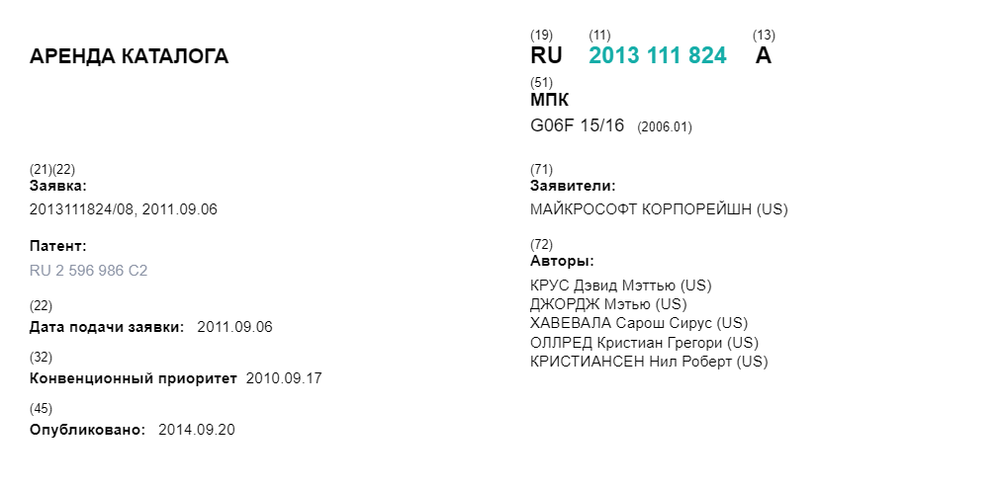 АРЕНДА КАТАЛОГА
(19) (11) (13)
RU 2013 111 824 A
(51)
МПК
G06F 15/16 (2006.01)
(21)(22)
Заявка:
2013111824/08, 2011.09.06
Патент:
RU 2 596 986 C2
(22)
Дата подачи заявки: 2011.09.06
(32)
Конвенционный приоритет 2010.09.17
(45)
Опубликовано: 2014.09.20
(71)
Заявители:
МАЙКРОСОФТ КОРПОРЕЙШН (US)
(72)
Авторы:
КРУС Дэвид Мэттью (US)
ДЖОРДЖ Мэтью (US)
ХАВЕВАЛА Сарош Сирус (US)
ОЛЛРЕД Кристиан Грегори (US)
КРИСТИАНСЕН Нил Роберт (US)